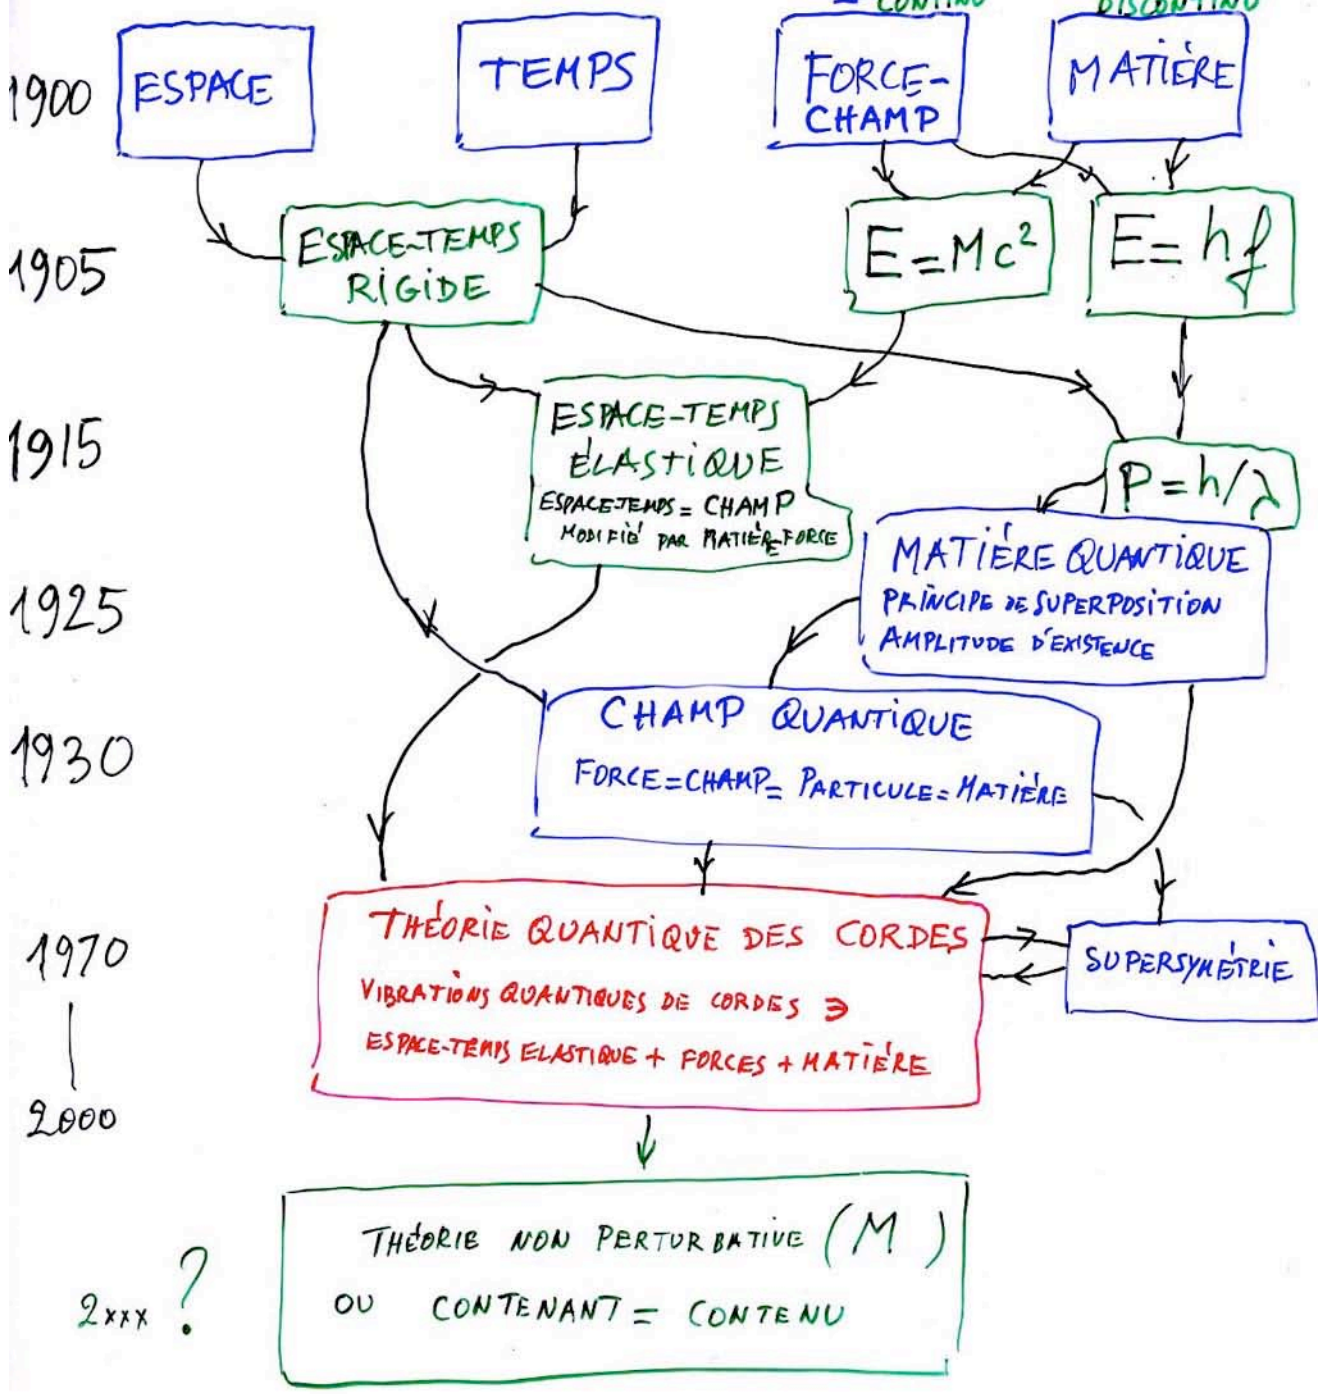 = CONTINU DISCONTINU
1900 ESPACE TEMPS FORCE- MATIÈRE
CHAMP
1905 ESPACE-TEMPS
RIGIDE
E=Mc²
E=hf
1915 ESPACE-TEMPS
ÉLASTIQUE
ESPACE-TEMPS = CHAMP
MODIFIÉ PAR MATIÈRE=FORCE
P=h/λ
1925 MATIÈRE QUANTIQUE
PRINCIPE DE SUPERPOSITION
AMPLITUDE D'EXISTENCE
1930 CHAMP QUANTIQUE
FORCE=CHAMP=PARTICULE=MATIÈRE
1970 THÉORIE QUANTIQUE DES CORDES
VIBRATIONS QUANTIQUES DE CORDES ∋
ESPACE-TEMPS ELASTIQUE + FORCES + MATIÈRE
SUPERSYMÉTRIE
2000
2xxx ? THÉORIE NON PERTURBATIVE (M )
OU CONTENANT = CONTENU